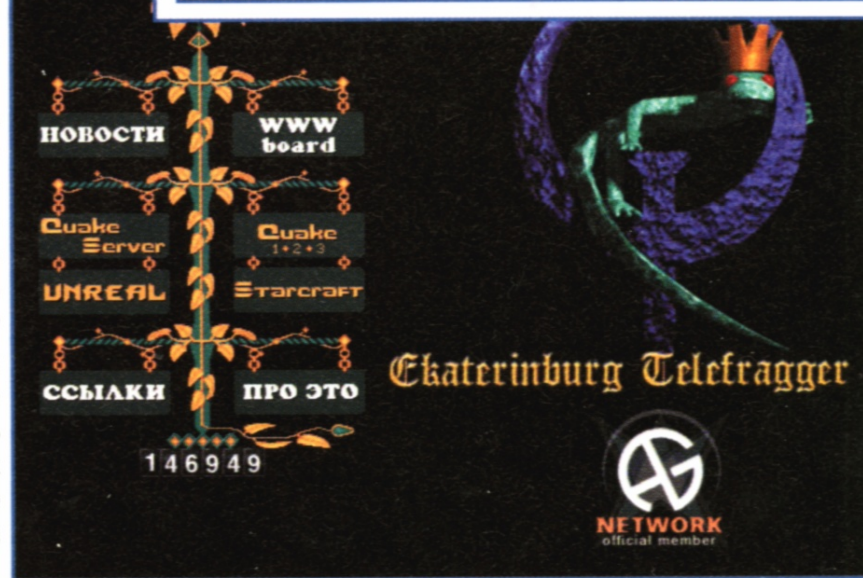 НОВОСТИ
WWW
board
Quake
Server
Quake
1+2+3
UNREAL
Starcraft
ССЫЛКИ
ПРО ЭТО
146949
Ekaterinburg Telefragger
AG
NETWORK
official member